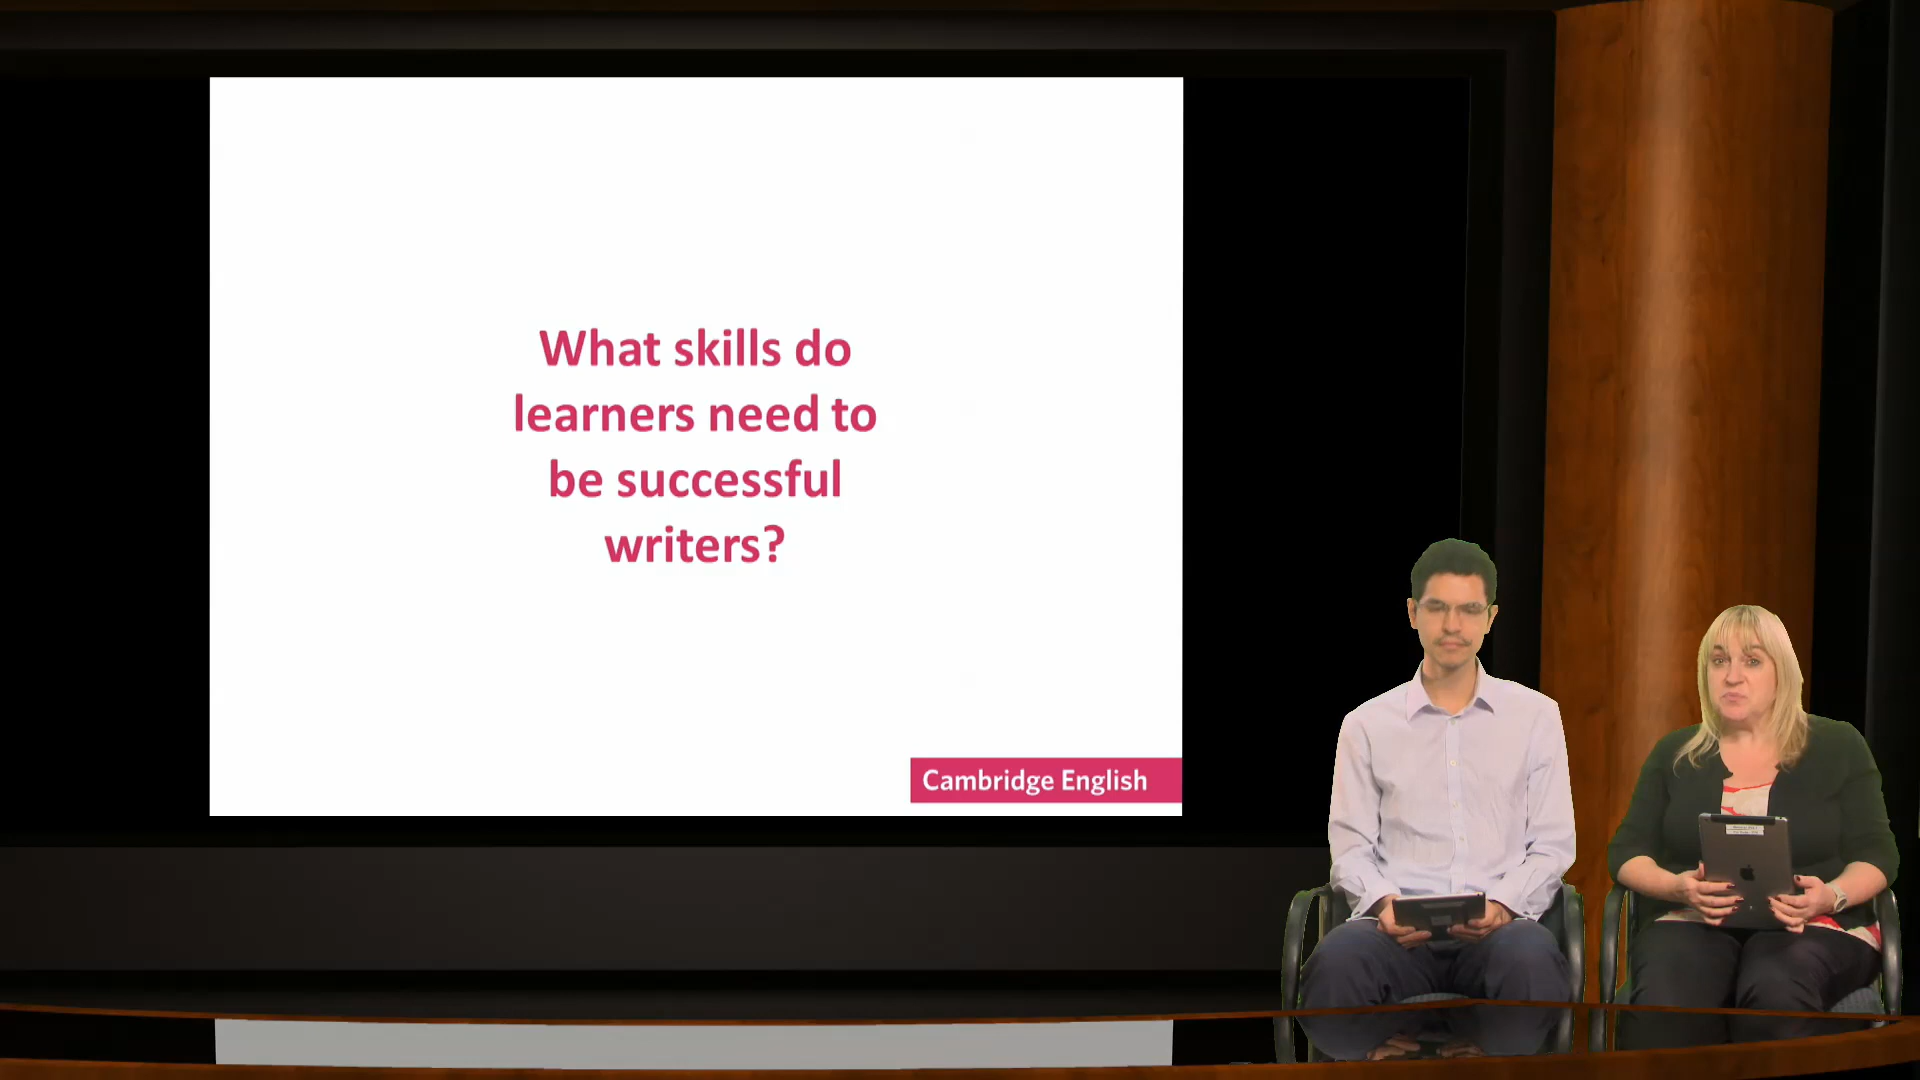 What skills do
learners need to
be successful
writers?
Cambridge English